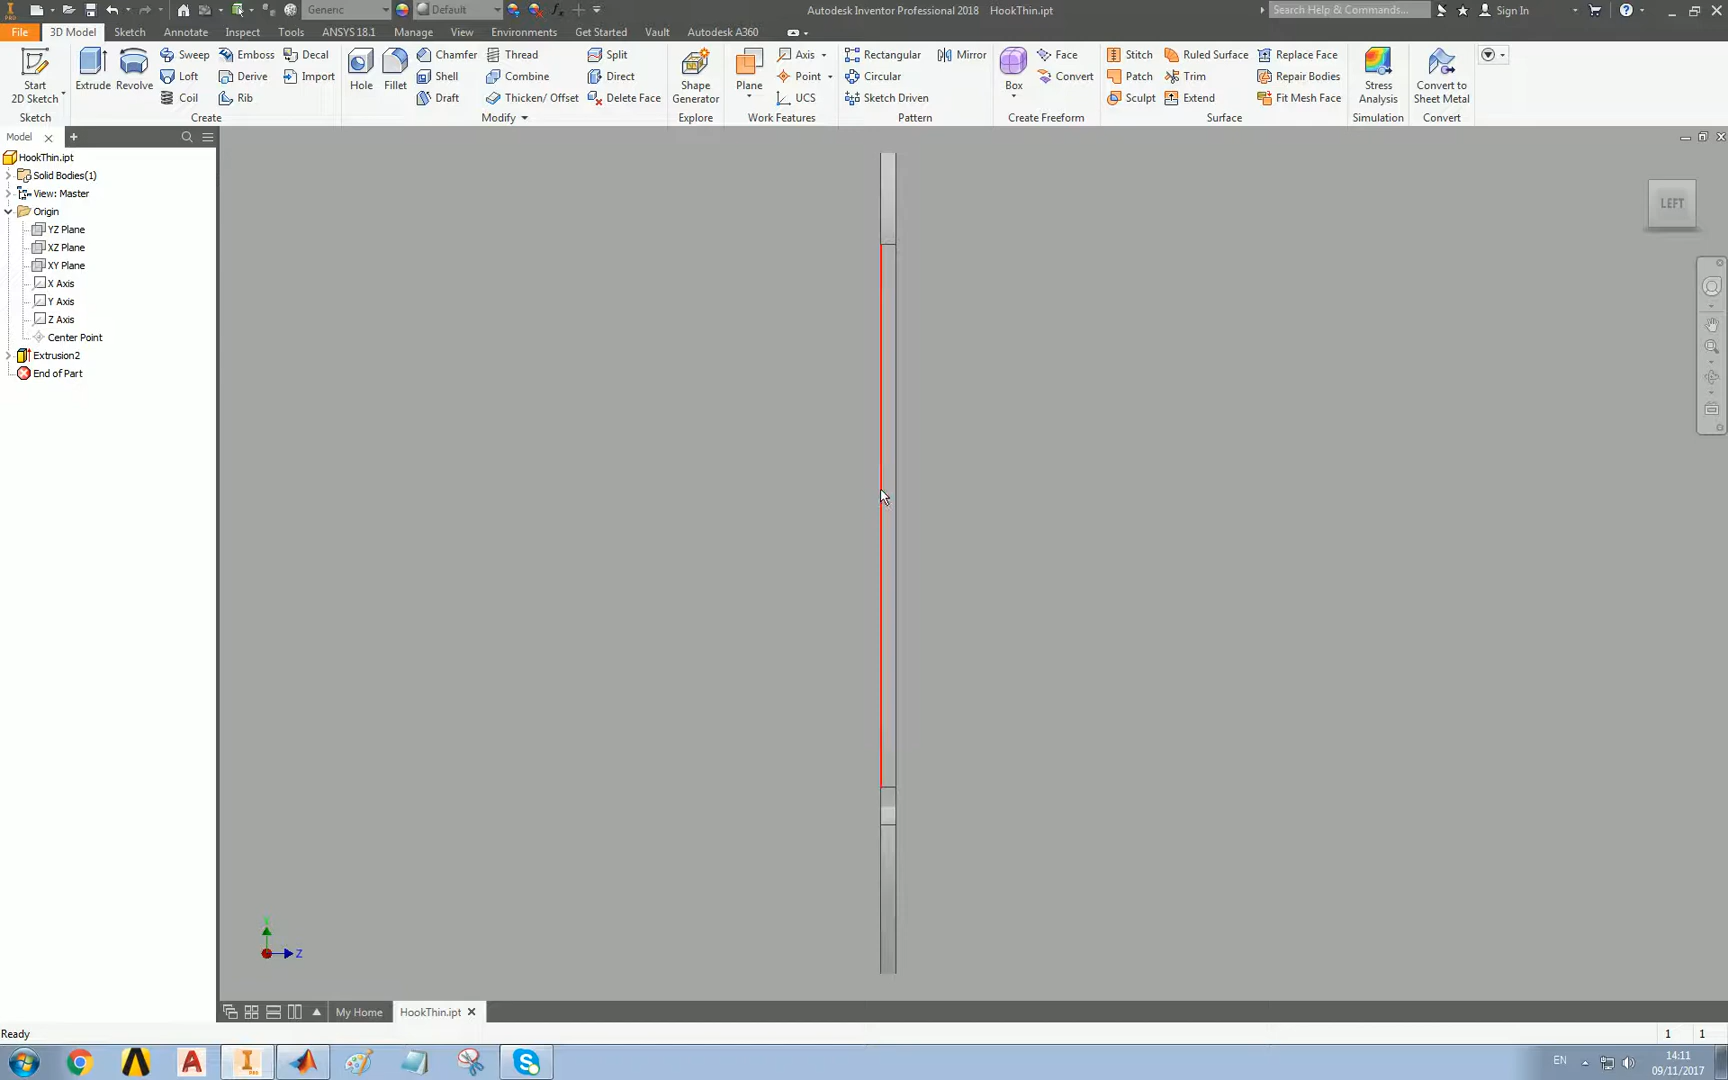 Generic
Default
Autodesk Inventor Professional 2018 HookThin.ipt
Search Help & Commands...
Sign In
File 3D Model Sketch Annotate Inspect Tools ANSYS 18.1 Manage View Environments Get Started Vault Autodesk A360
Start
2D Sketch
Sketch
Extrude Revolve
Sweep Emboss Decal
Loft Derive Import
Coil Rib
Create
Hole Fillet
Chamfer Thread Split
Shell Combine Direct
Draft Thicken/ Offset Delete Face
Modify
Shape
Generator
Explore
Plane
Axis
Point
UCS
Work Features
Rectangular Mirror
Circular
Sketch Driven
Pattern
Box
Face
Convert
Create Freeform
Stitch Ruled Surface Replace Face
Patch Trim Repair Bodies
Sculpt Extend Fit Mesh Face
Surface
Stress
Analysis
Simulation
Convert to
Sheet Metal
Convert
Model
HookThin.ipt
Solid Bodies(1)
View: Master
Origin
YZ Plane
XZ Plane
XY Plane
X Axis
Y Axis
Z Axis
Center Point
Extrusion2
End of Part
LEFT
Z
My Home HookThin.ipt
Ready
1 1
EN
14:11
09/11/2017